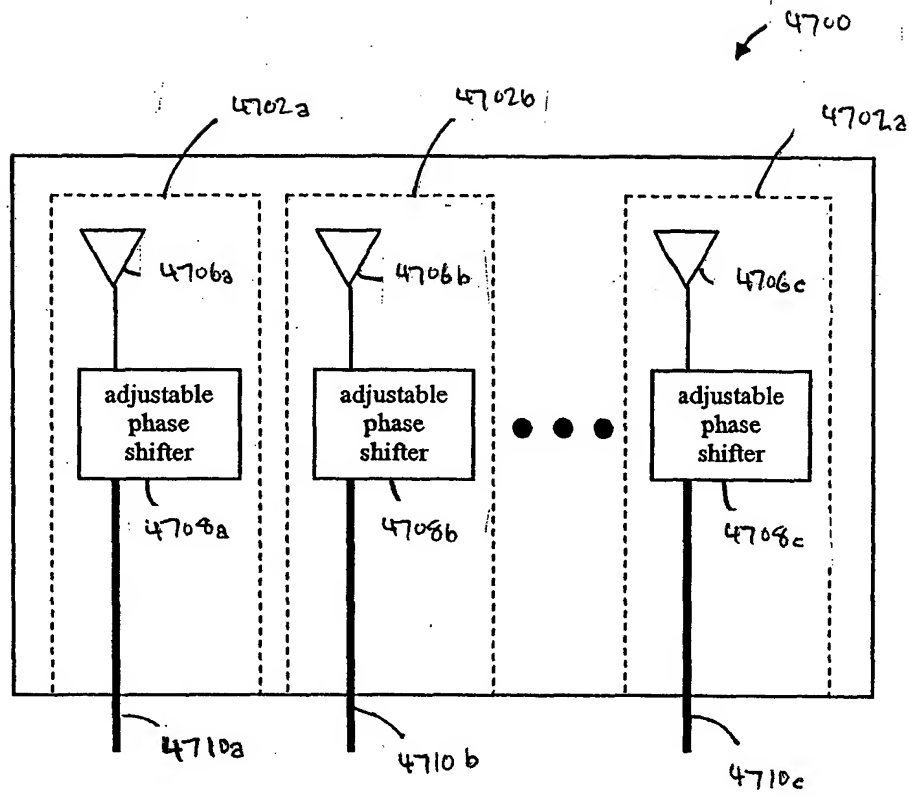 4700
4702a
4702b
4702a
4706a
4706b
4706c
adjustable
phase
shifter
adjustable
phase
shifter
adjustable
phase
shifter
4708a
4708b
4708c
4710a
4710b
4710c